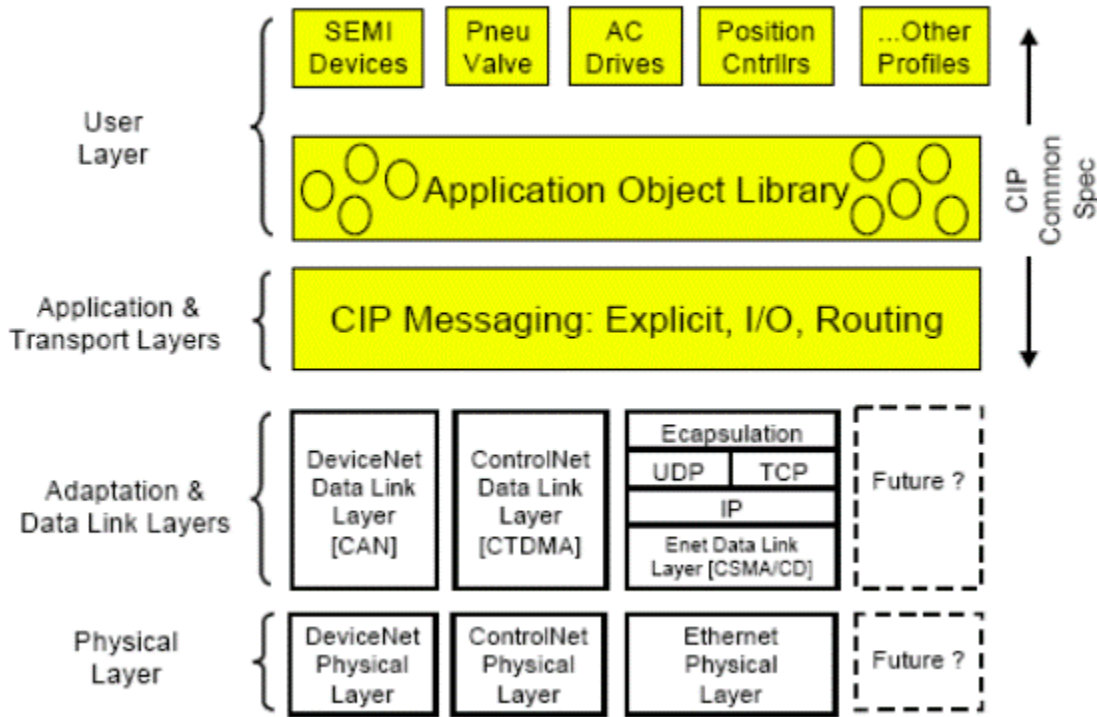 SEMI
Devices
Pneu
Valve
AC
Drives
Position
Cntrllrs
...Other
Profiles
User
Layer
Application Object Library
CIP
Common
Spec
Application &
Transport Layers
CIP Messaging: Explicit, I/O, Routing
Adaptation &
Data Link Layers
DeviceNet
Data Link
Layer
[CAN]
ControlNet
Data Link
Layer
[CTDMA]
Ecapsulation
UDP
TCP
IP
Enet Data Link
Layer [CSMA/CD]
Future ?
Physical
Layer
DeviceNet
Physical
Layer
ControlNet
Physical
Layer
Ethernet
Physical
Layer
Future ?